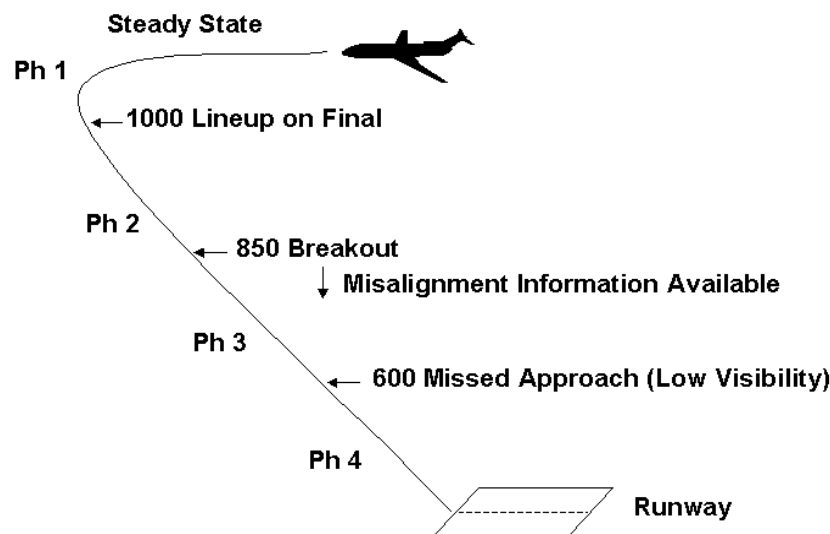 Steady State
Ph 1
1000 Lineup on Final
Ph 2
850 Breakout
Misalignment Information Available
Ph 3
600 Missed Approach (Low Visibility)
Ph 4
Runway